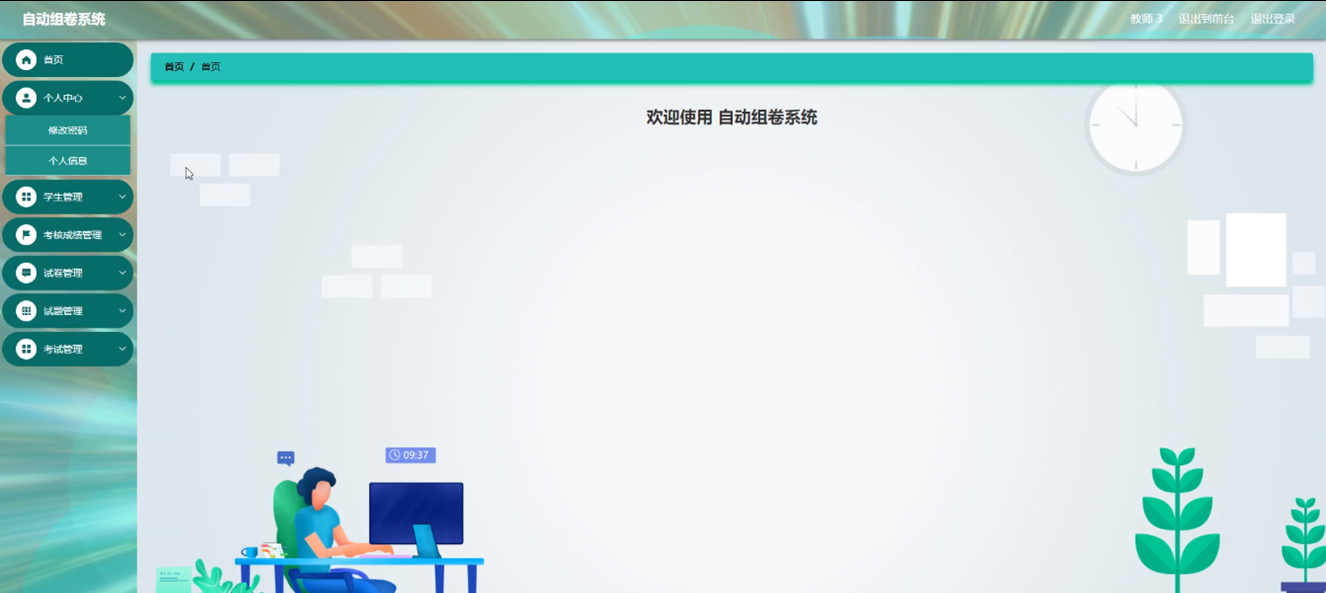 自动组卷系统
教师 3 退出到前台 退出登录
首页
首页 / 首页
个人中心
修改密码
个人信息
学生管理
考核成绩管理
试卷管理
试题管理
考试管理
欢迎使用 自动组卷系统
09:37